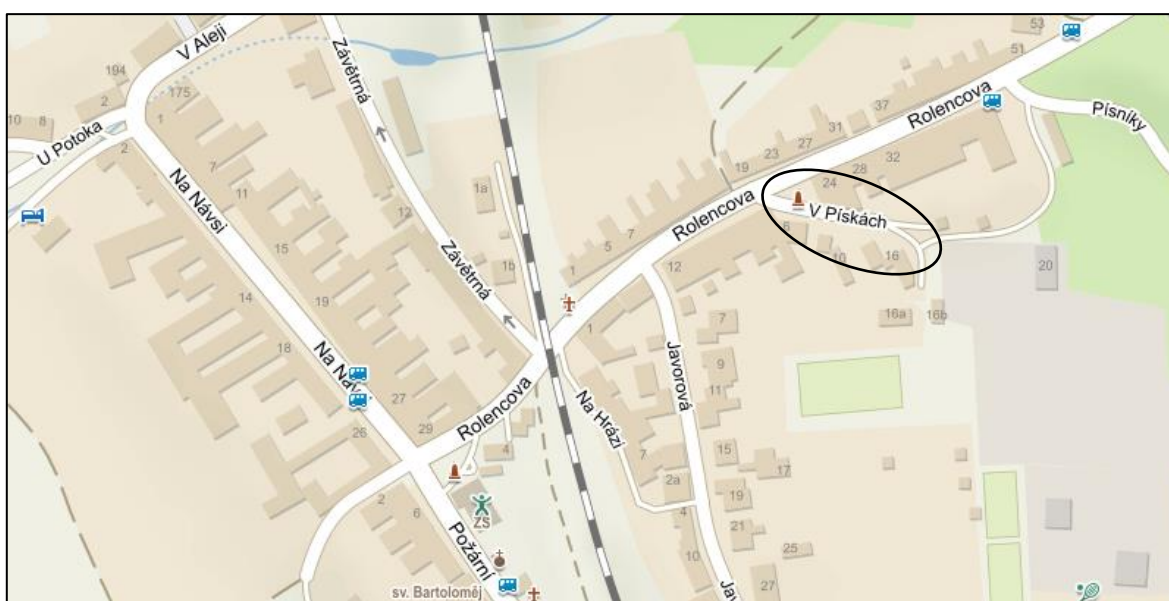 53
V Aleji
Závětrná
51
194
175
2
10
8
1
37
Rolencova
Písníky
U Potoka
2
31
27
7
23
32
19
28
11
24
1a
Na Návsi
12
V Pískách
Rolencova
8
7
5
15
Závětrná
10
16
1b
12
20
1
14
19
16a
16b
7
1
18
Javorová
Na Návsi
9
27
Na Hrázi
11
Rolencova
29
26
4
15
7
17
2a
2
19
6
ZŠ
4
21
Požární
10
25
sv. Bartoloměj
27